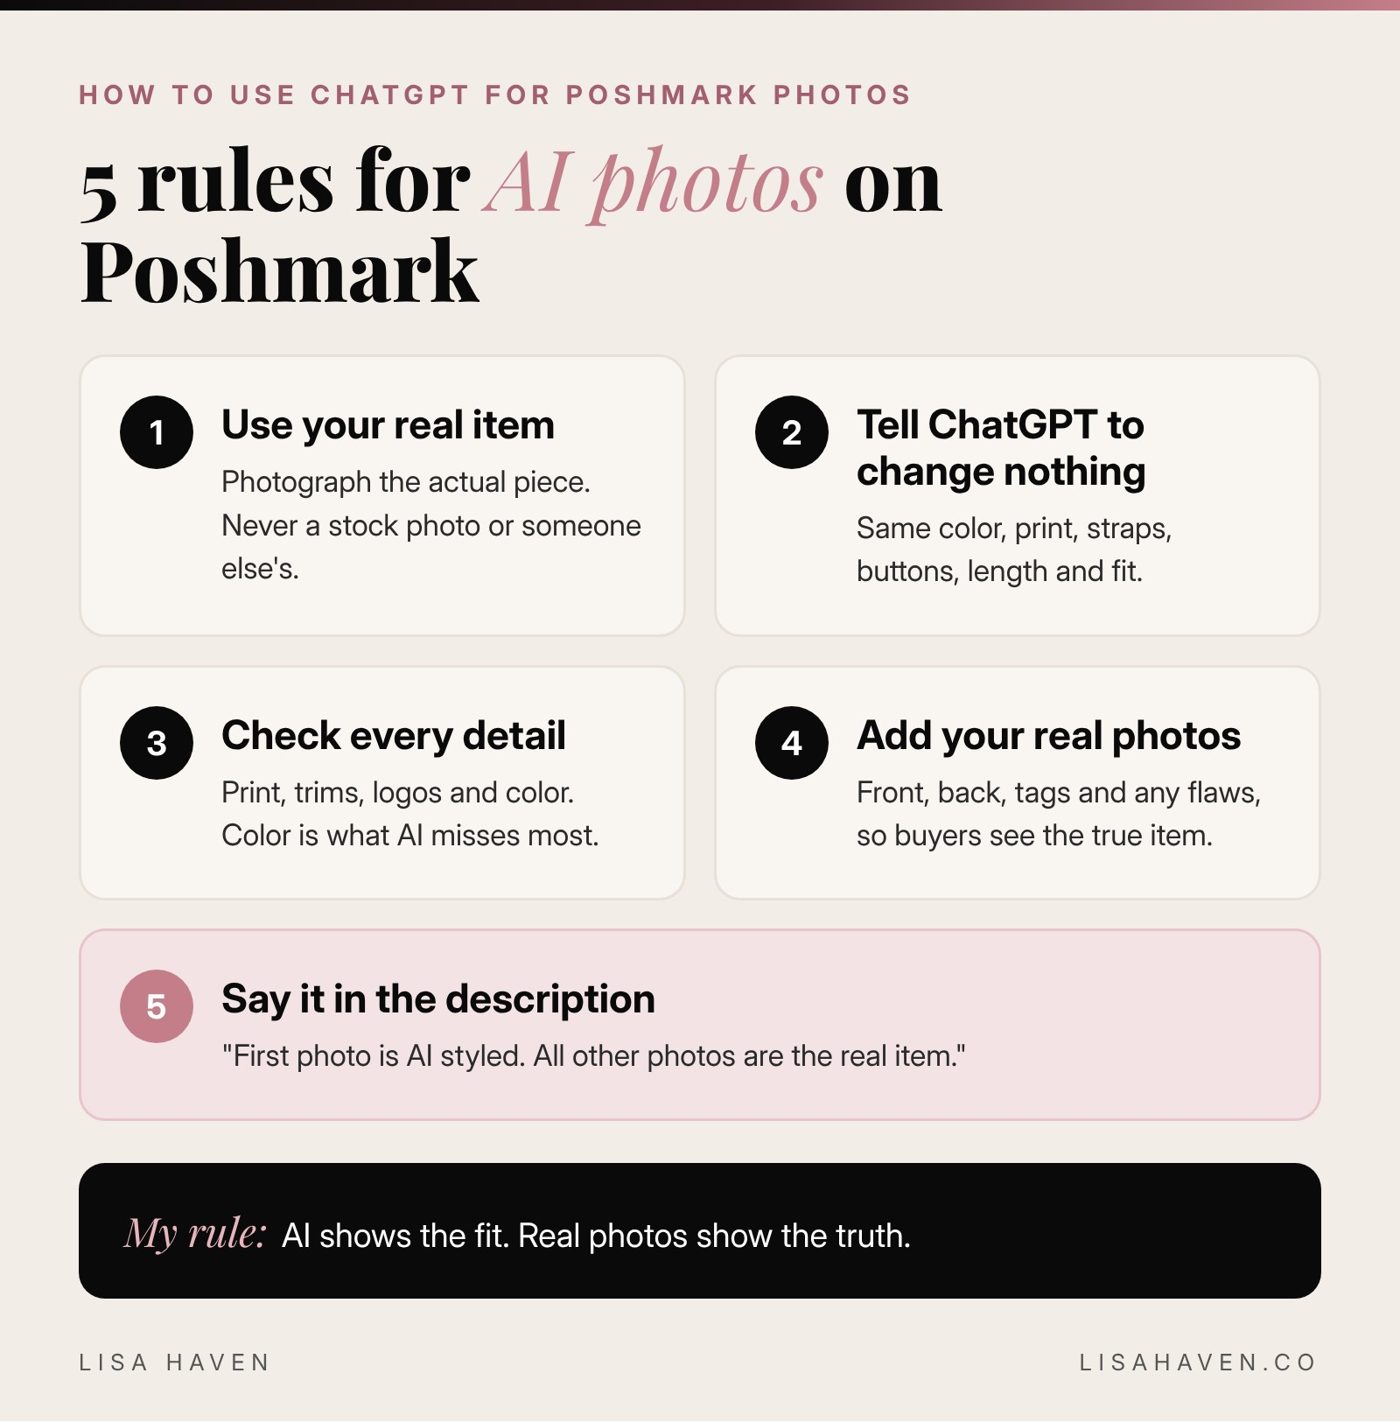 HOW TO USE CHATGPT FOR POSHMARK PHOTOS
5 rules for AI photos on
Poshmark
1
Use your real item
Photograph the actual piece.
Never a stock photo or someone
else's.
2
Tell ChatGPT to
change nothing
Same color, print, straps,
buttons, length and fit.
3
Check every detail
Print, trims, logos and color.
Color is what AI misses most.
4
Add your real photos
Front, back, tags and any flaws,
so buyers see the true item.
5
Say it in the description
"First photo is AI styled. All other photos are the real item."
My rule: AI shows the fit. Real photos show the truth.
LISA HAVEN
LISAHAVEN.CO